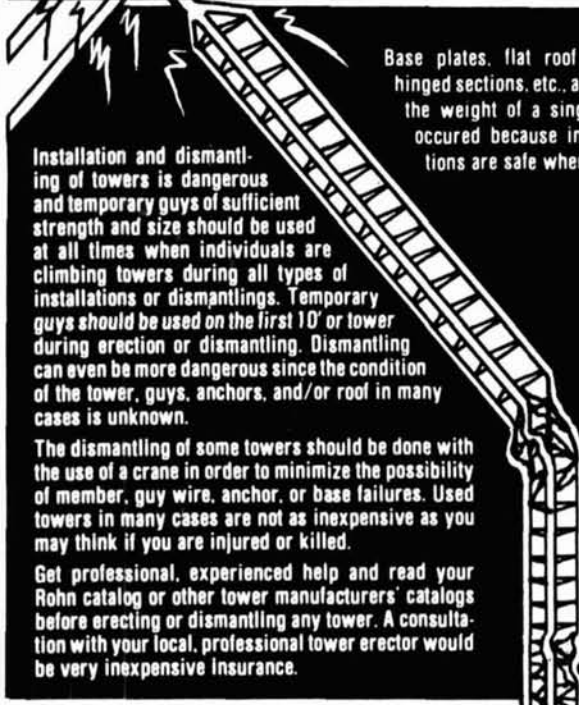 Base plates, flat roof
hinged sections, etc., a
the weight of a sing
occured because in
tions are safe whe
Installation and dismantl-
ing of towers is dangerous
and temporary guys of sufficient
strength and size should be used
at all times when individuals are
climbing towers during all types of
installations or dismantlings. Temporary
guys should be used on the first 10' or tower
during erection or dismantling. Dismantling
can even be more dangerous since the condition
of the tower, guys, anchors, and/or roof in many
cases is unknown.
The dismantling of some towers should be done with
the use of a crane in order to minimize the possibility
of member, guy wire, anchor, or base failures. Used
towers in many cases are not as inexpensive as you
may think if you are injured or killed.
Get professional, experienced help and read your
Rohn catalog or other tower manufacturers' catalogs
before erecting or dismantling any tower. A consulta-
tion with your local, professional tower erector would
be very inexpensive insurance.